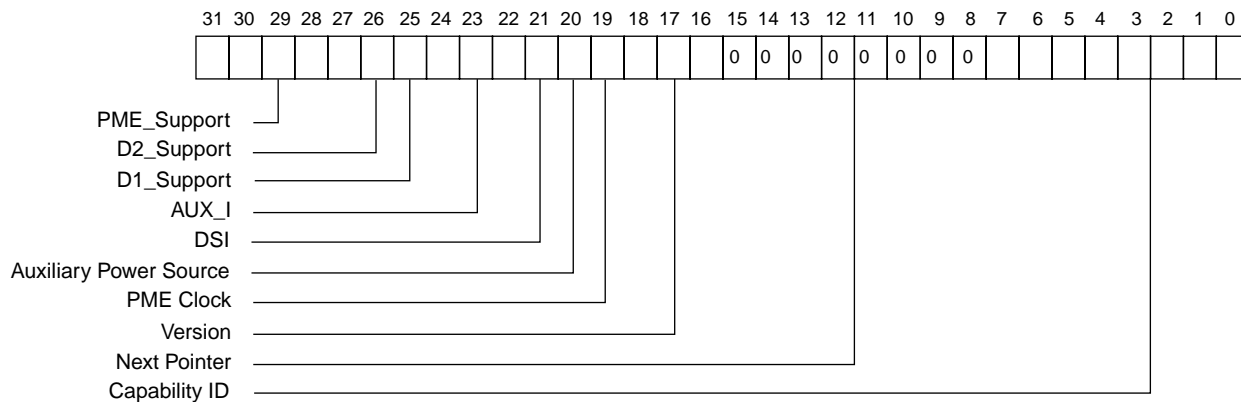 31 30 29 28 27 26 25 24 23 22 21 20 19 18 17 16 15 14 13 12 11 10 9 8 7 6 5 4 3 2 1 0
0 0 0 0 0 0 0 0
PME_Support
D2_Support
D1_Support
AUX_I
DSI
Auxiliary Power Source
PME Clock
Version
Next Pointer
Capability ID